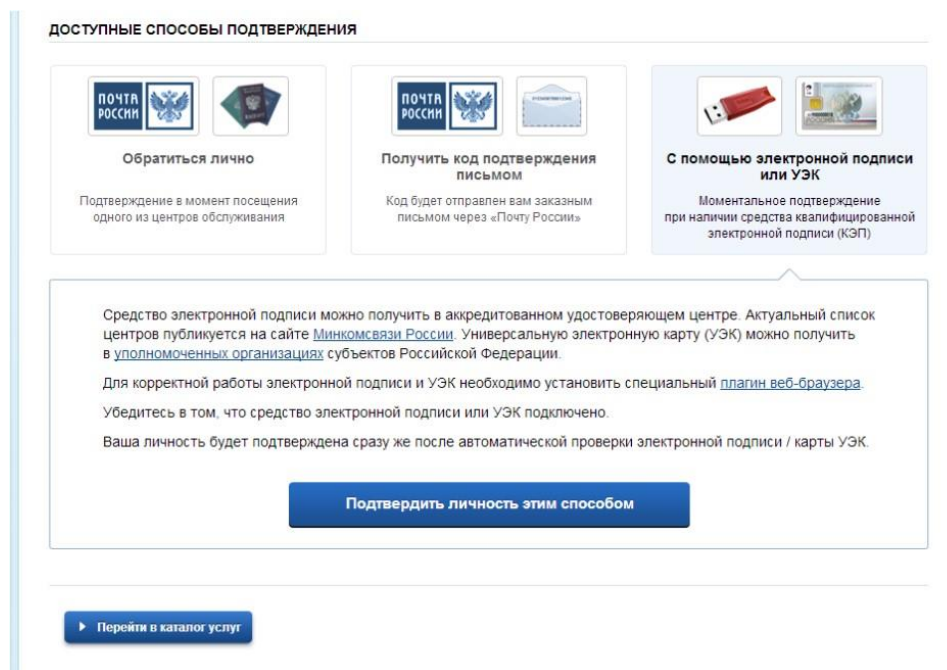 ДОСТУПНЫЕ СПОСОБЫ ПОДТВЕРЖДЕНИЯ
ПОЧТА
РОССИИ
Обратиться лично
Подтверждение в момент посещения
одного из центров обслуживания
ПОЧТА
РОССИИ
Получить код подтверждения
письмом
Код будет отправлен вам заказным
письмом через «Почту России»
С помощью электронной подписи
или УЭК
Моментальное подтверждение
при наличии средства квалифицированной
электронной подписи (КЭП)
Средство электронной подписи можно получить в аккредитованном удостоверяющем центре. Актуальный список
центров публикуется на сайте Минкомсвязи России. Универсальную электронную карту (УЭК) можно получить
в уполномоченных организациях субъектов Российской Федерации.
Для корректной работы электронной подписи и УЭК необходимо установить специальный плагин веб-браузера.
Убедитесь в том, что средство электронной подписи или УЭК подключено.
Ваша личность будет подтверждена сразу же после автоматической проверки электронной подписи / карты УЭК.
Подтвердить личность этим способом
Перейти в каталог услуг